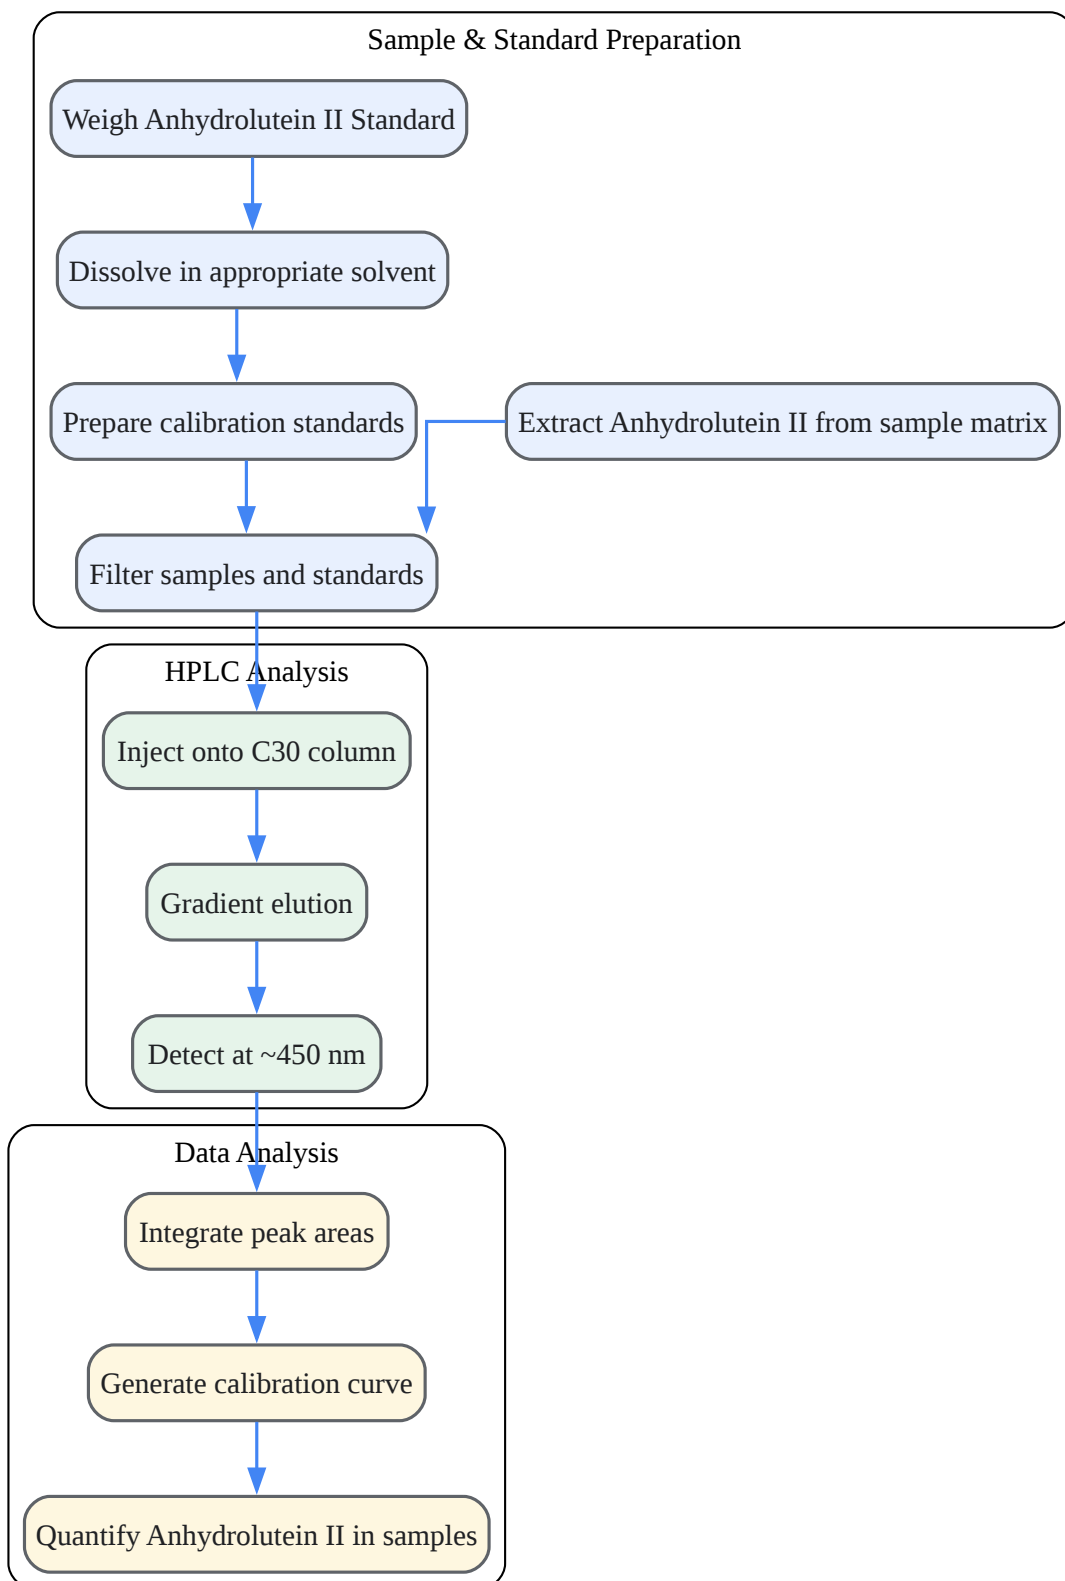 Sample & Standard Preparation
Weigh Anhydrolutein II Standard
Dissolve in appropriate solvent
Prepare calibration standards
Extract Anhydrolutein II from sample matrix
Filter samples and standards
HPLC Analysis
Inject onto C30 column
Gradient elution
Detect at ~450 nm
Data Analysis
Integrate peak areas
Generate calibration curve
Quantify Anhydrolutein II in samples